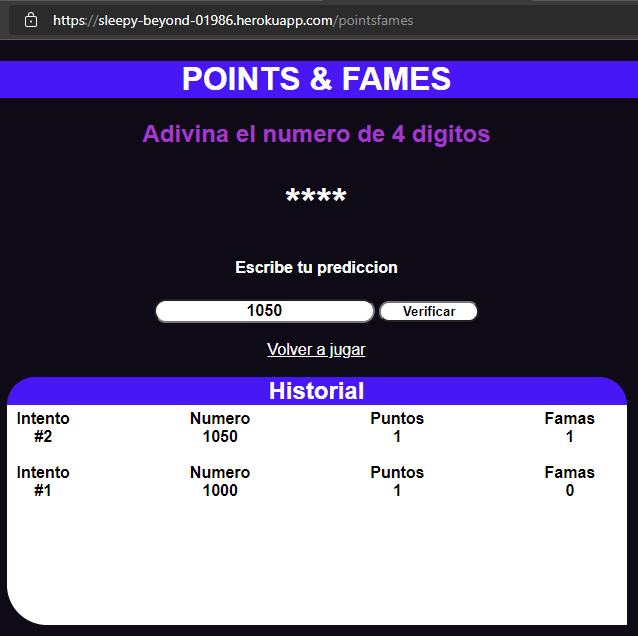 https://sleepy-beyond-01986.herokuapp.com/pointsfames
POINTS & FAMES
Adivina el numero de 4 digitos
****
Escribe tu prediccion
1050 Verificar
Volver a jugar
Historial
Intento Numero Puntos Famas
#2 1050 1 1
Intento Numero Puntos Famas
#1 1000 1 0